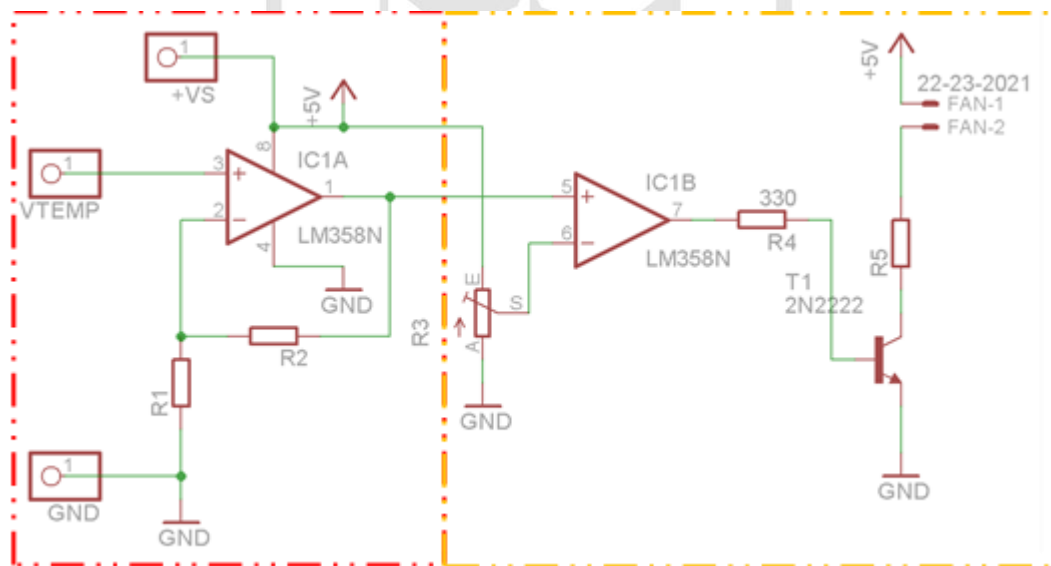 1
+VS
+5V
8
IC1A
3
+
1
VTEMP
2
-
1
4
LM358N
GND
R2
R1
1
GND
GND
R3
E
S
A
GND
5
+
IC1B
7
6
-
LM358N
330
R4
+5V
22-23-2021
FAN-1
FAN-2
R5
T1
2N2222
GND